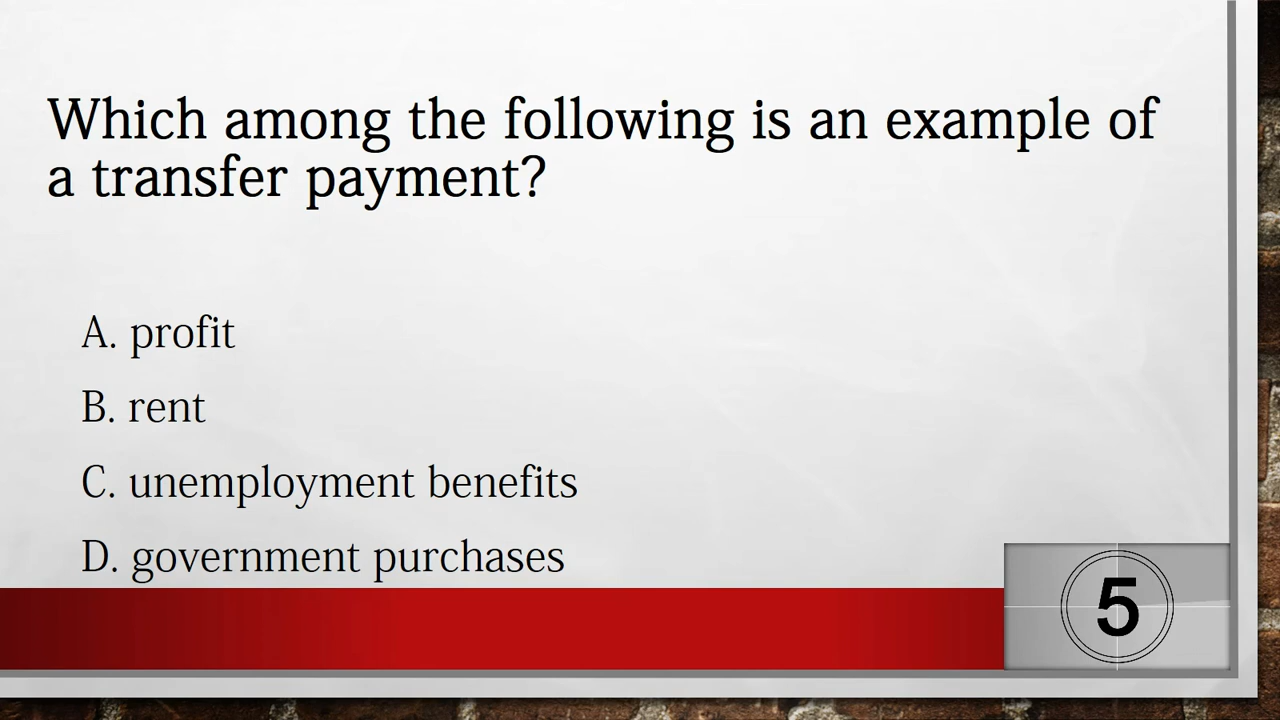 Which among the following is an example of
a transfer payment?
A. profit
B. rent
C. unemployment benefits
D. government purchases
5